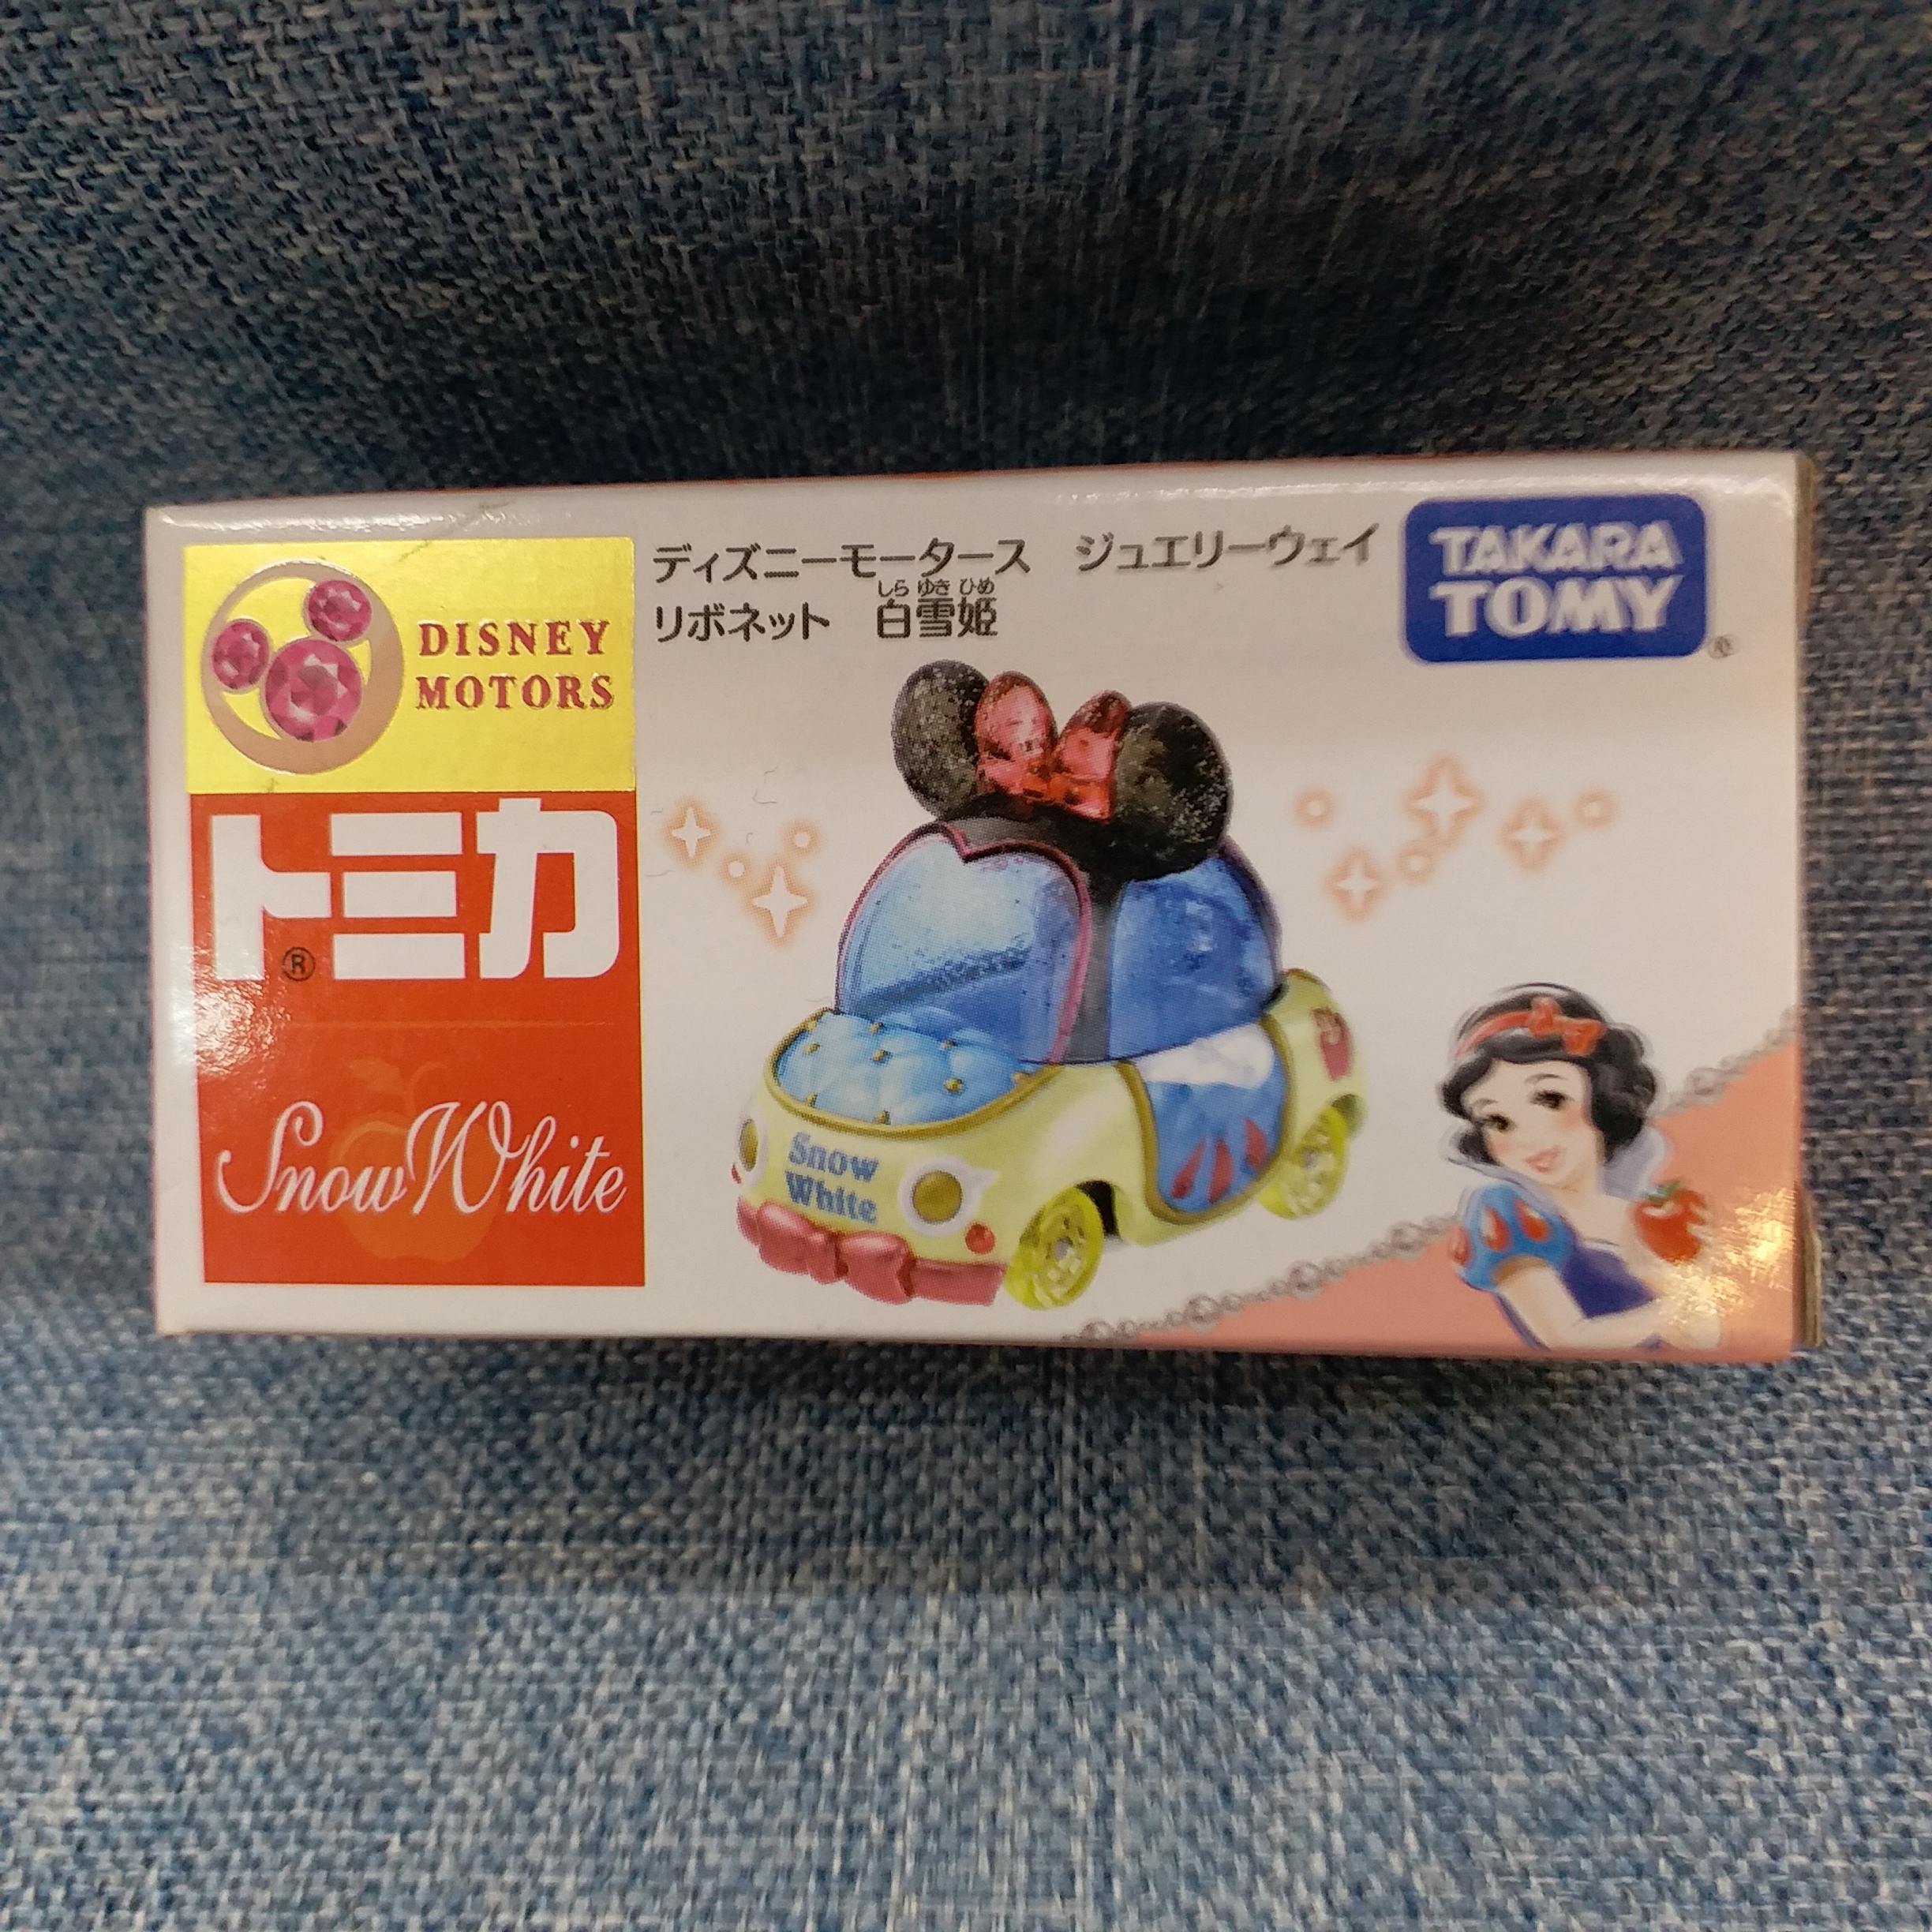 DISNEY
MOTORS
トミカ
®
Snow White
ディズニーモータース ジュエリーウェイ
しら ゆき ひめ
リボネット 白雪姫
TAKARA
TOMY
®
Snow
White